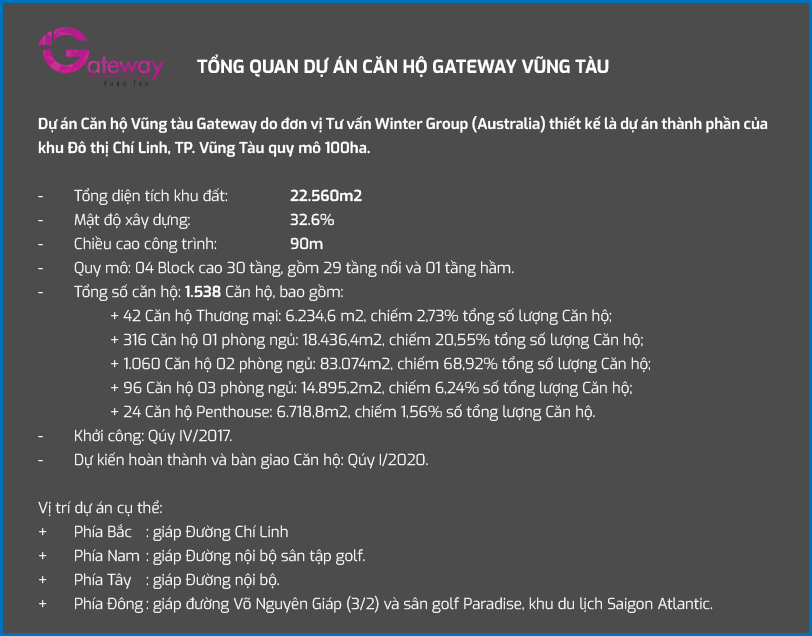 Gateway
VŨNG TÀU
TỔNG QUAN DỰ ÁN CĂN HỘ GATEWAY VŨNG TÀU
Dự án Căn hộ Vũng tàu Gateway do đơn vị Tư vấn Winter Group (Australia) thiết kế là dự án thành phần của
khu Đô thị Chí Linh, TP. Vũng Tàu quy mô 100ha.
- Tổng diện tích khu đất: 22.560m2
- Mật độ xây dựng: 32.6%
- Chiều cao công trình: 90m
- Quy mô: 04 Block cao 30 tầng, gồm 29 tầng nổi và 01 tầng hầm.
- Tổng số căn hộ: 1.538 Căn hộ, bao gồm:
+ 42 Căn hộ Thương mại: 6.234,6 m2, chiếm 2,73% tổng số lượng Căn hộ;
+ 316 Căn hộ 01 phòng ngủ: 18.436,4m2, chiếm 20,55% tổng số lượng Căn hộ;
+ 1.060 Căn hộ 02 phòng ngủ: 83.074m2, chiếm 68,92% tổng số lượng Căn hộ;
+ 96 Căn hộ 03 phòng ngủ: 14.895,2m2, chiếm 6,24% số tổng lượng Căn hộ;
+ 24 Căn hộ Penthouse: 6.718,8m2, chiếm 1,56% số tổng lượng Căn hộ.
- Khởi công: Qúy IV/2017.
- Dự kiến hoàn thành và bàn giao Căn hộ: Qúy I/2020.
Vị trí dự án cụ thể:
+ Phía Bắc : giáp Đường Chí Linh
+ Phía Nam : giáp Đường nội bộ sân tập golf.
+ Phía Tây : giáp Đường nội bộ.
+ Phía Đông : giáp đường Võ Nguyên Giáp (3/2) và sân golf Paradise, khu du lịch Saigon Atlantic.